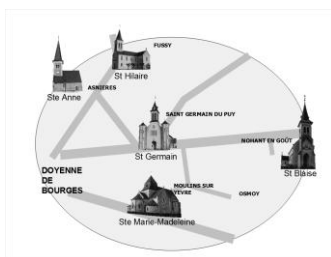 FUSSY
St Hilaire
ASNIERES
Ste Anne
SAINT GERMAIN DU PUY
St Germain
NOHANT EN GOÛT
St Blaise
DOYENNE
DE
BOURGES
MOULINS SUR
YEVRE
OSMOY
Ste Marie-Madeleine